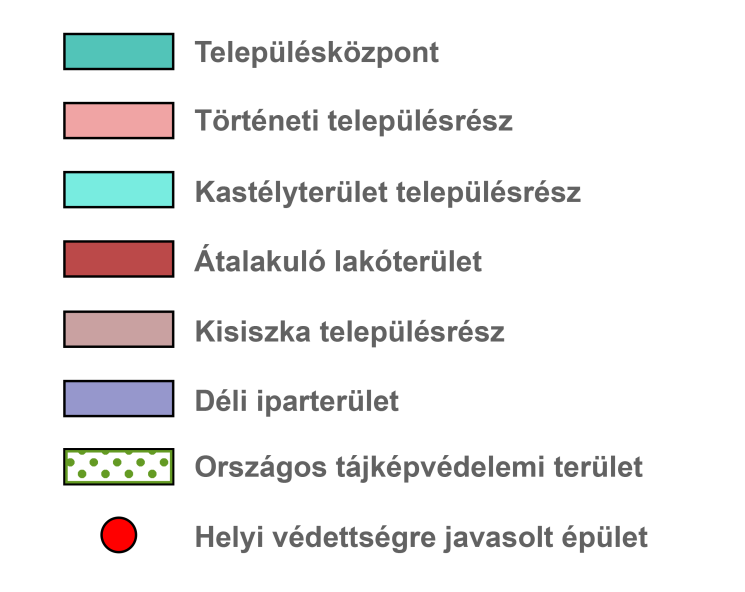 Településközpont
Történeti településrész
Kastélyterület településrész
Átalakuló lakóterület
Kisiszka településrész
Déli iparterület
Országos tájképvédelemi terület
Helyi védettségre javasolt épület